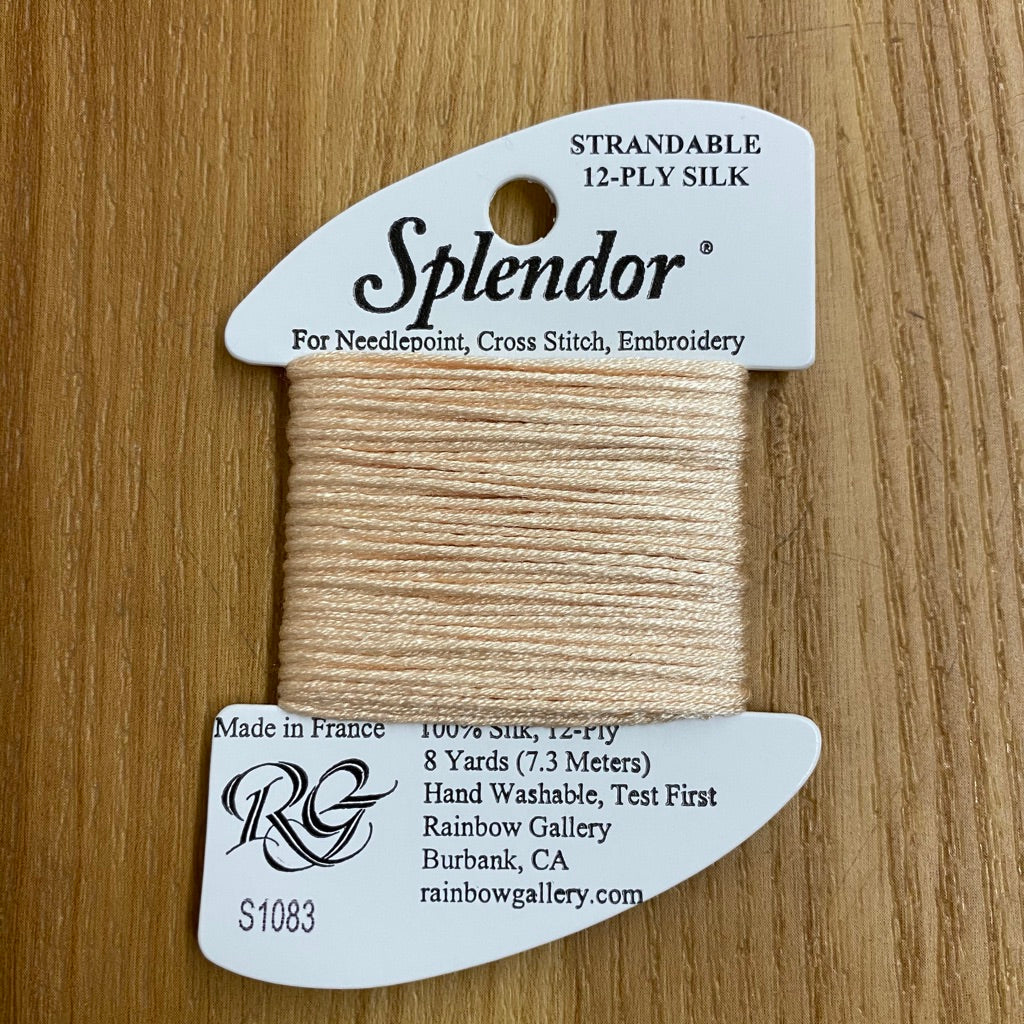 STRANDABLE
12-PLY SILK
Splendor®
For Needlepoint, Cross Stitch, Embroidery
Made in France
100% Silk, 12-Ply
8 Yards (7.3 Meters)
Hand Washable, Test First
Rainbow Gallery
Burbank, CA
rainbowgallery.com
RG
S1083